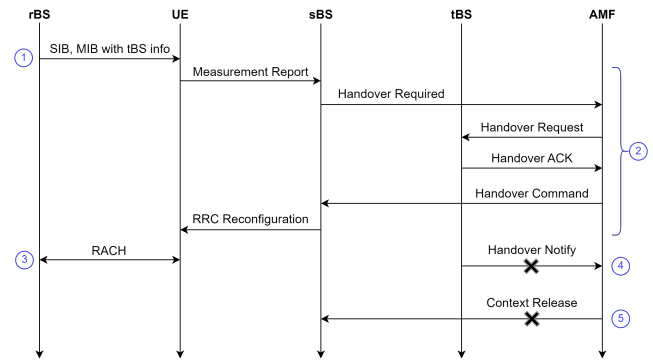 rBS UE sBS tBS AMF
1 SIB, MIB with tBS info
Measurement Report
Handover Required
Handover Request
2
Handover ACK
Handover Command
RRC Reconfiguration
3 RACH
Handover Notify 4
Context Release 5